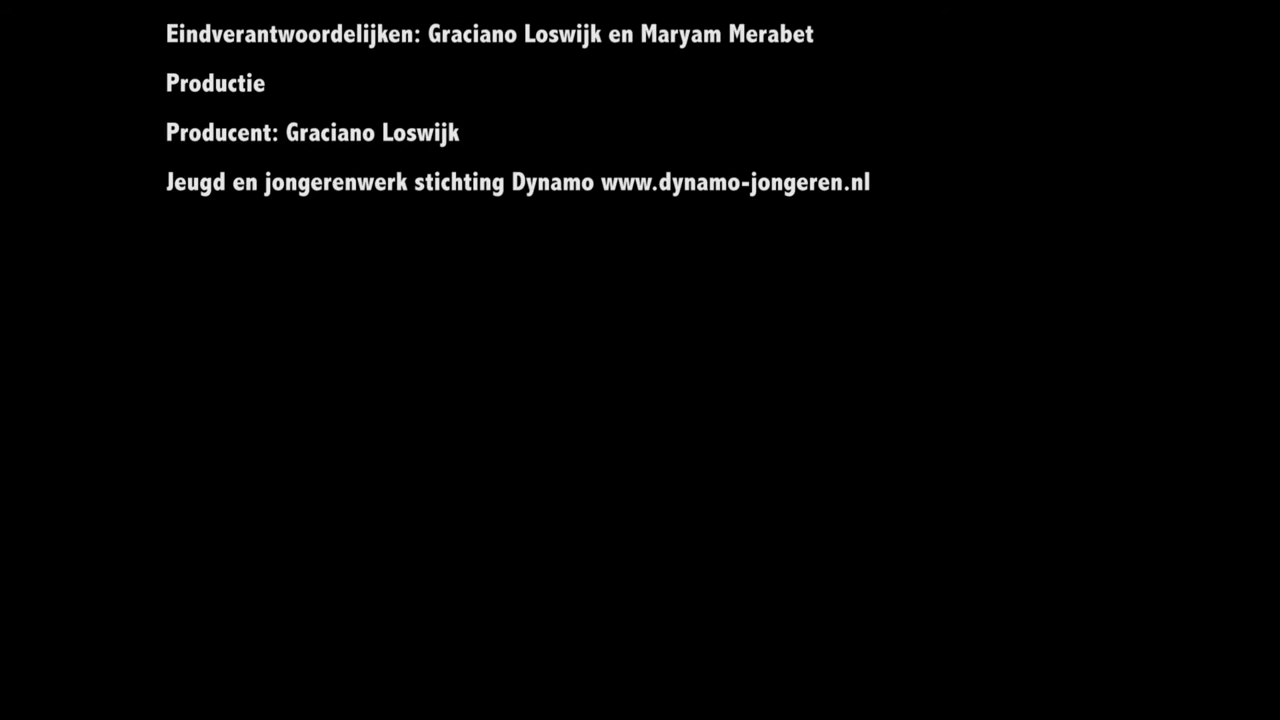 Eindverantwoordelijken: Graciano Loswijk en Maryam Merabet
Productie
Producent: Graciano Loswijk
Jeugd en jongerenwerk stichting Dynamo www.dynamo-jongeren.nl